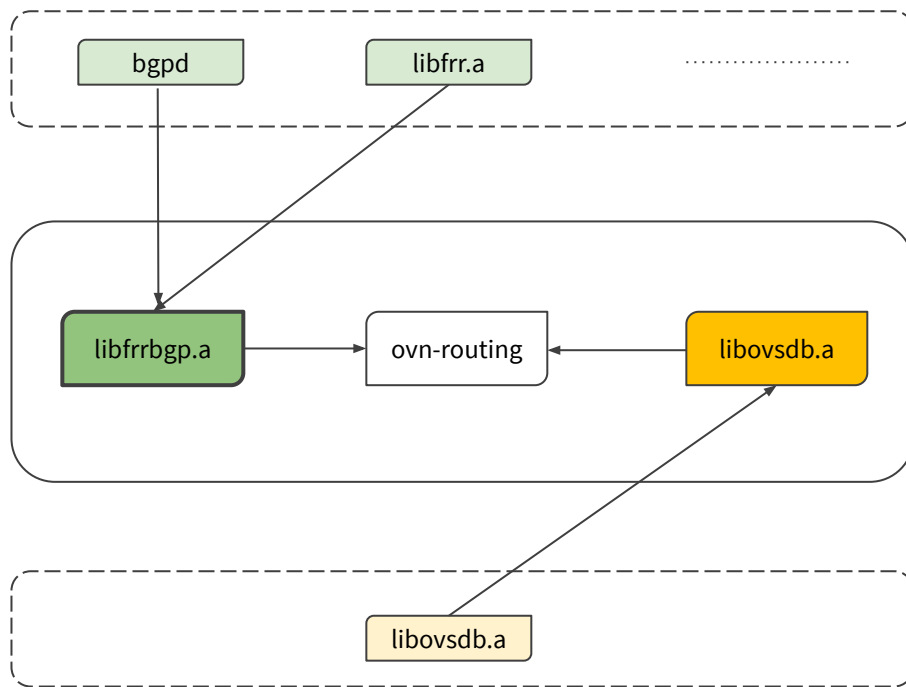 bgpd
libfrr.a
libfrrbgp.a
ovn-routing
libovsdb.a
libovsdb.a